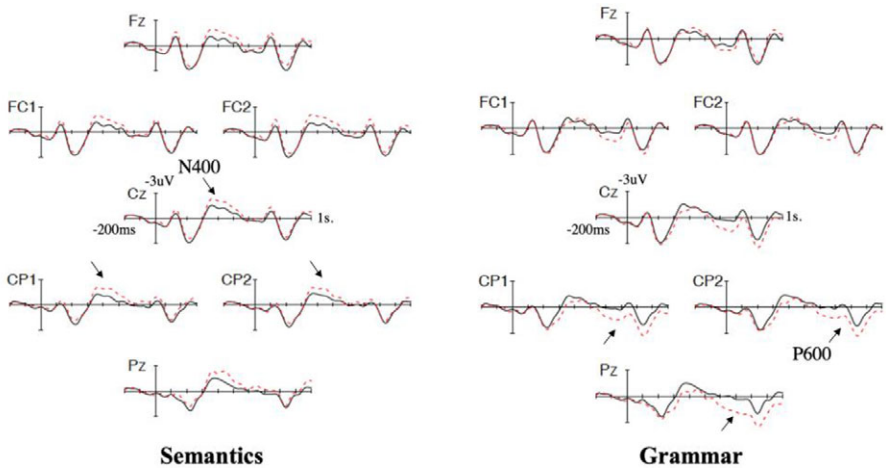 Fz
FC1 FC2
N400
-3uV
Cz
-200ms 1s.
CP1 CP2
Pz
Semantics
Fz
FC1 FC2
-3uV
Cz
-200ms 1s.
CP1 CP2
P600
Pz
Grammar